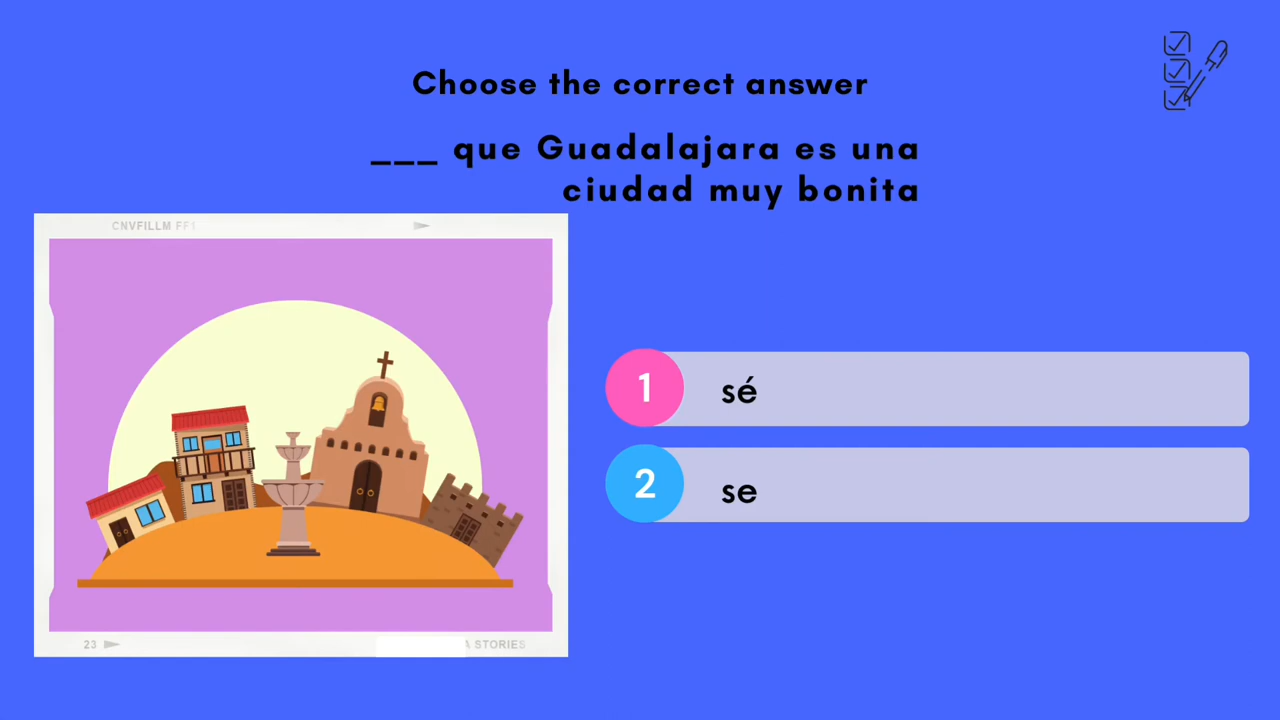 Choose the correct answer
___ que Guadalajara es una
ciudad muy bonita
CNVFILLM FF1
1 sé
2 se
23
A STORIES